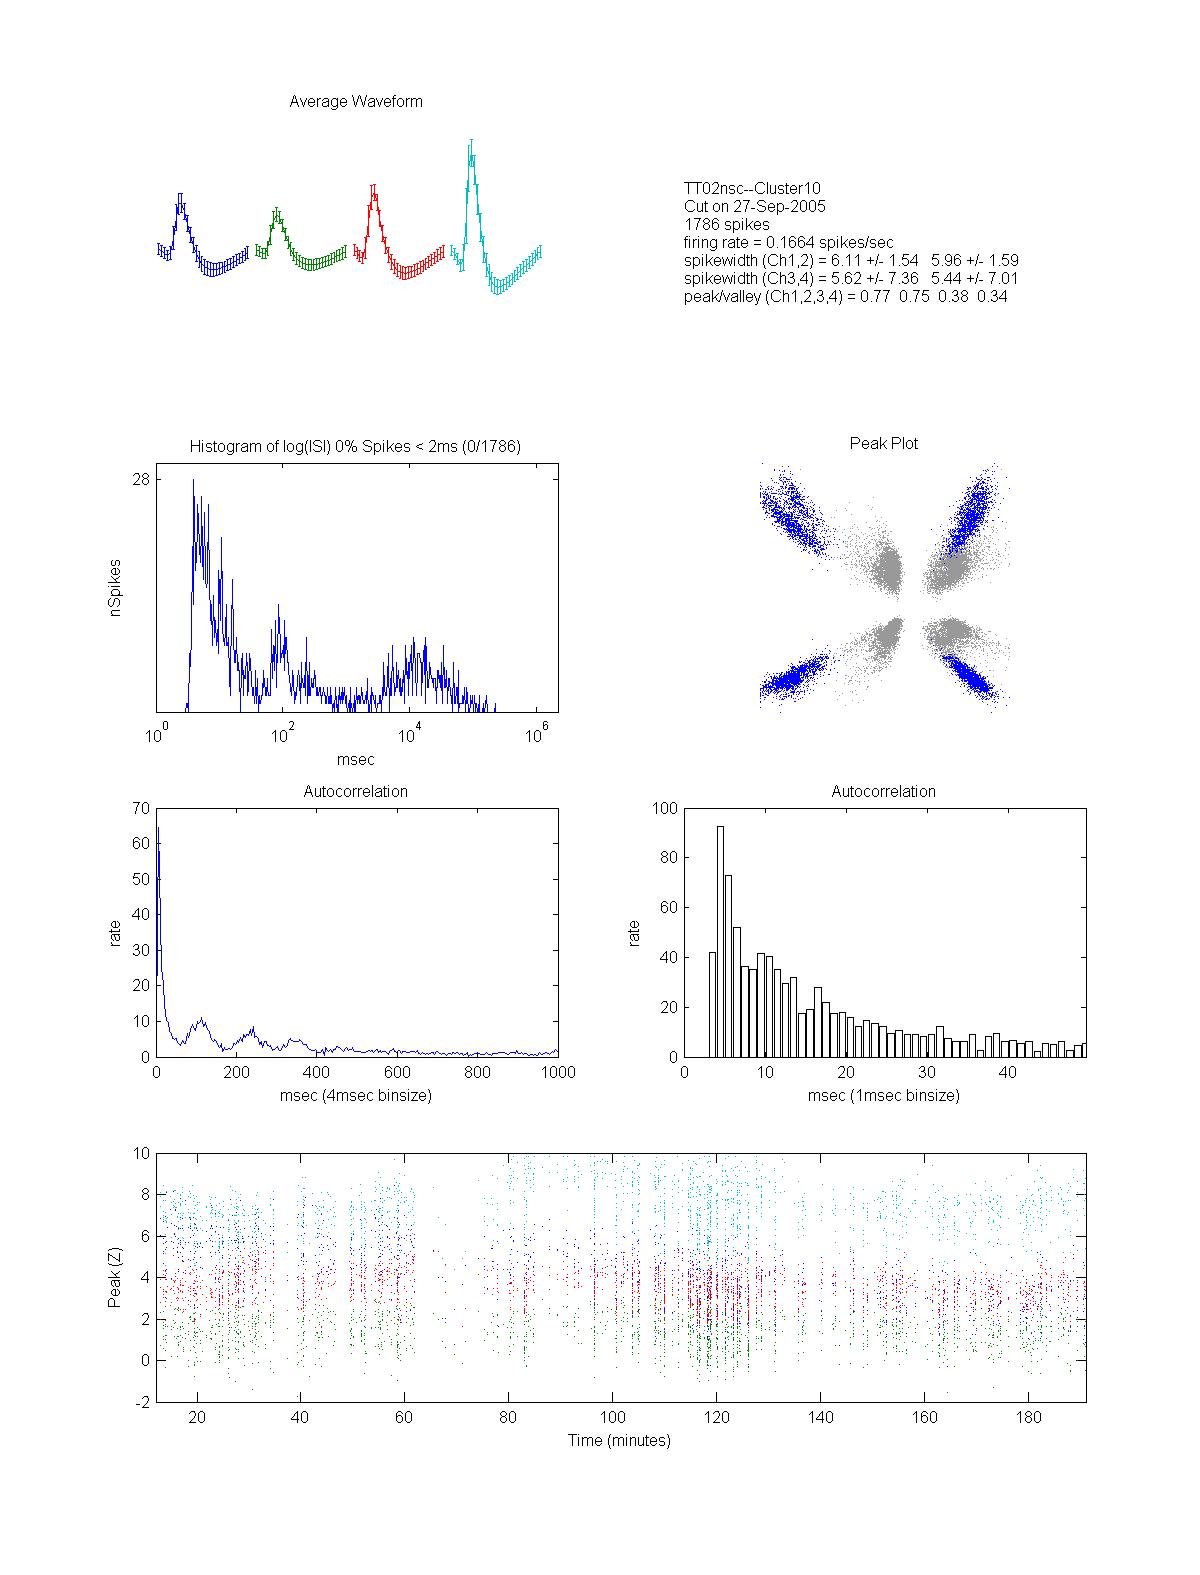 Average Waveform
TT02nsc--Cluster10
Cut on 27-Sep-2005
1786 spikes
firing rate = 0.1664 spikes/sec
spikewidth (Ch1,2) = 6.11 +/- 1.54 5.96 +/- 1.59
spikewidth (Ch3,4) = 5.62 +/- 7.36 5.44 +/- 7.01
peak/valley (Ch1,2,3,4) = 0.77 0.75 0.38 0.34
Histogram of log(ISI) 0% Spikes < 2ms (0/1786)
28
nSpikes
10^0 10^2 10^4 10^6
msec
Peak Plot
Autocorrelation
70
60
50
40
30
20
10
0
rate
0 200 400 600 800 1000
msec (4msec binsize)
Autocorrelation
100
80
60
40
20
0
rate
0 10 20 30 40
msec (1msec binsize)
10
8
6
4
2
0
-2
Peak (Z)
20 40 60 80 100 120 140 160 180
Time (minutes)